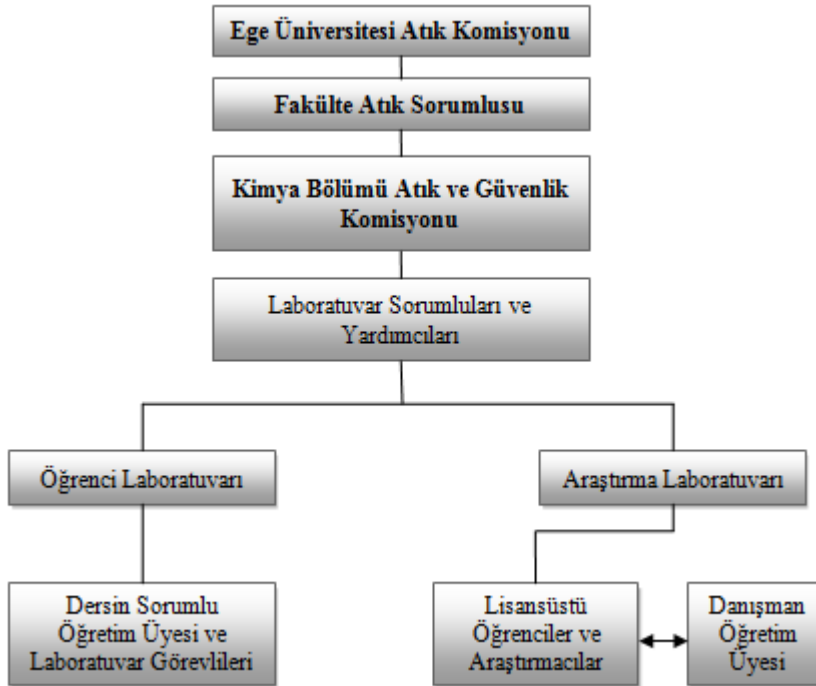 Ege Üniversitesi Atık Komisyonu
Fakülte Atık Sorumlusu
Kimya Bölümü Atık ve Güvenlik
Komisyonu
Laboratuvar Sorumluları ve
Yardımcıları
Öğrenci Laboratuvarı
Araştırma Laboratuvarı
Dersin Sorumlu
Öğretim Üyesi ve
Laboratuvar Görevlileri
Lisansüstü
Öğrenciler ve
Araştırmacılar
Danışman
Öğretim
Üyesi